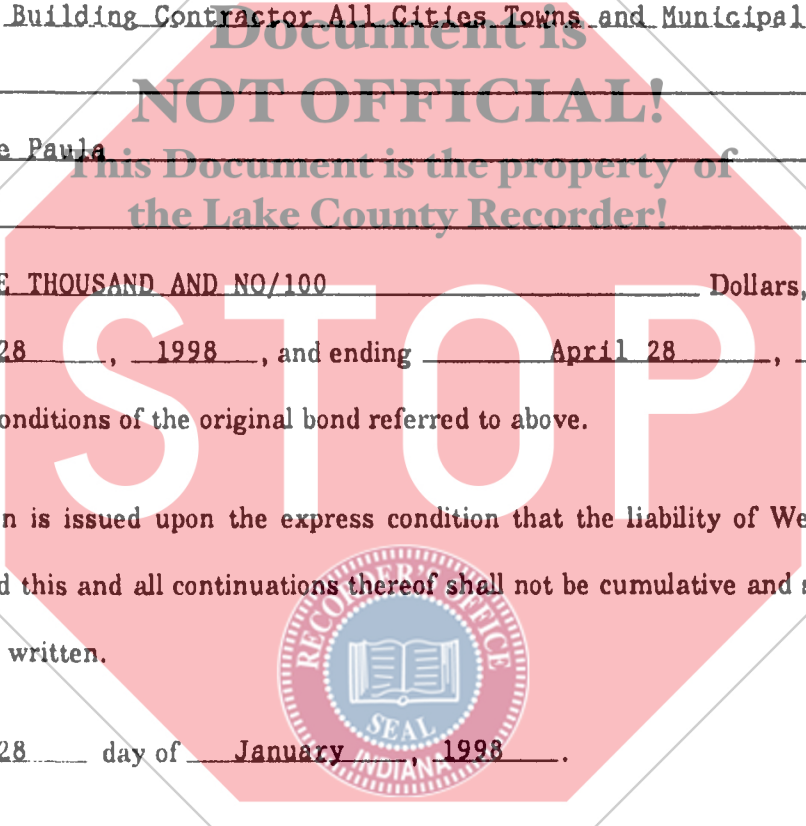 Building Contractor All Cities Towns and Municipal
Document is
NOT OFFICIAL!
e Paula
This Document is the property of
the Lake County Recorder!
E THOUSAND AND NO/100 Dollars,
28, 1998, and ending April 28,
STOP
onditions of the original bond referred to above.
n is issued upon the express condition that the liability of We
d this and all continuations thereof shall not be cumulative and s
written.
RECORDER'S OFFICE
SEAL
INDIANA
28 day of January, 1998.